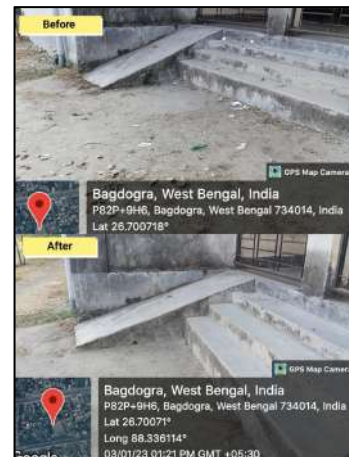 Before
GPS Map Camera
Bagdogra, West Bengal, India
P82P+9H6, Bagdogra, West Bengal 734014, India
Lat 26.700718°
After
GPS Map Camera
Bagdogra, West Bengal, India
P82P+9H6, Bagdogra, West Bengal 734014, India
Lat 26.70071°
Long 88.336114°
Google
03/01/23 01:21 PM GMT +05:30